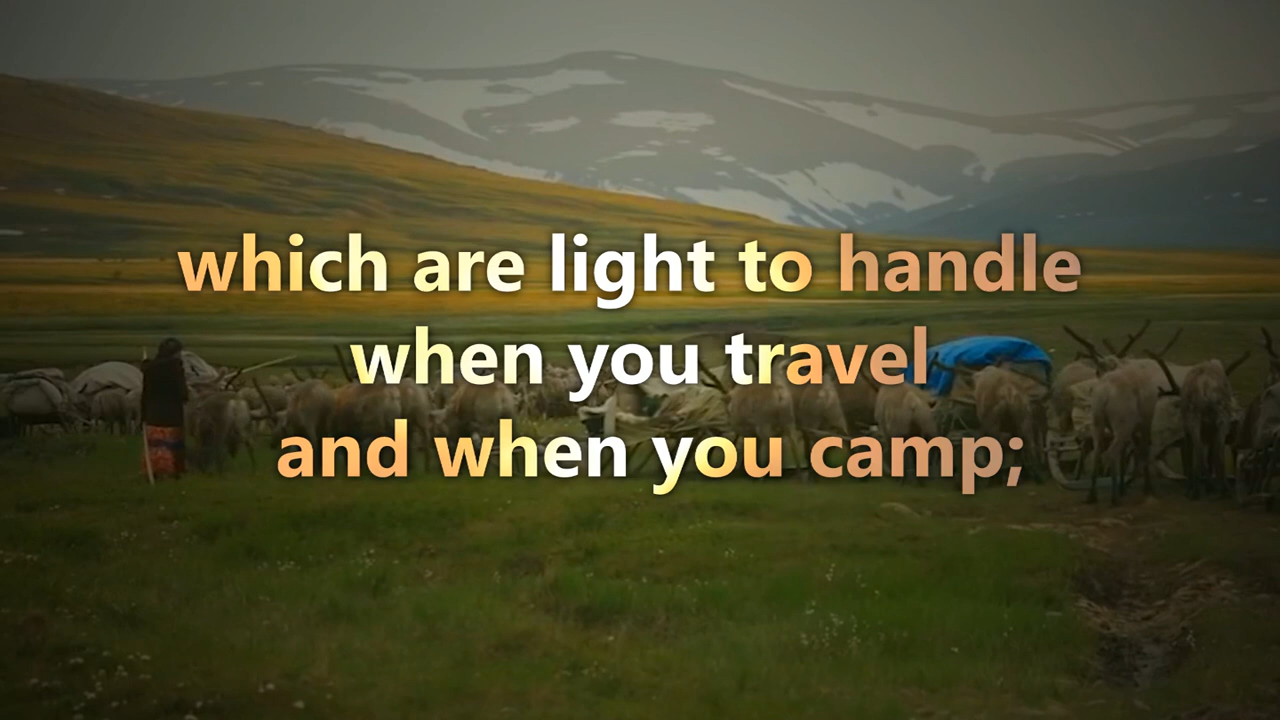 which are light to handle
when you travel
and when you camp;